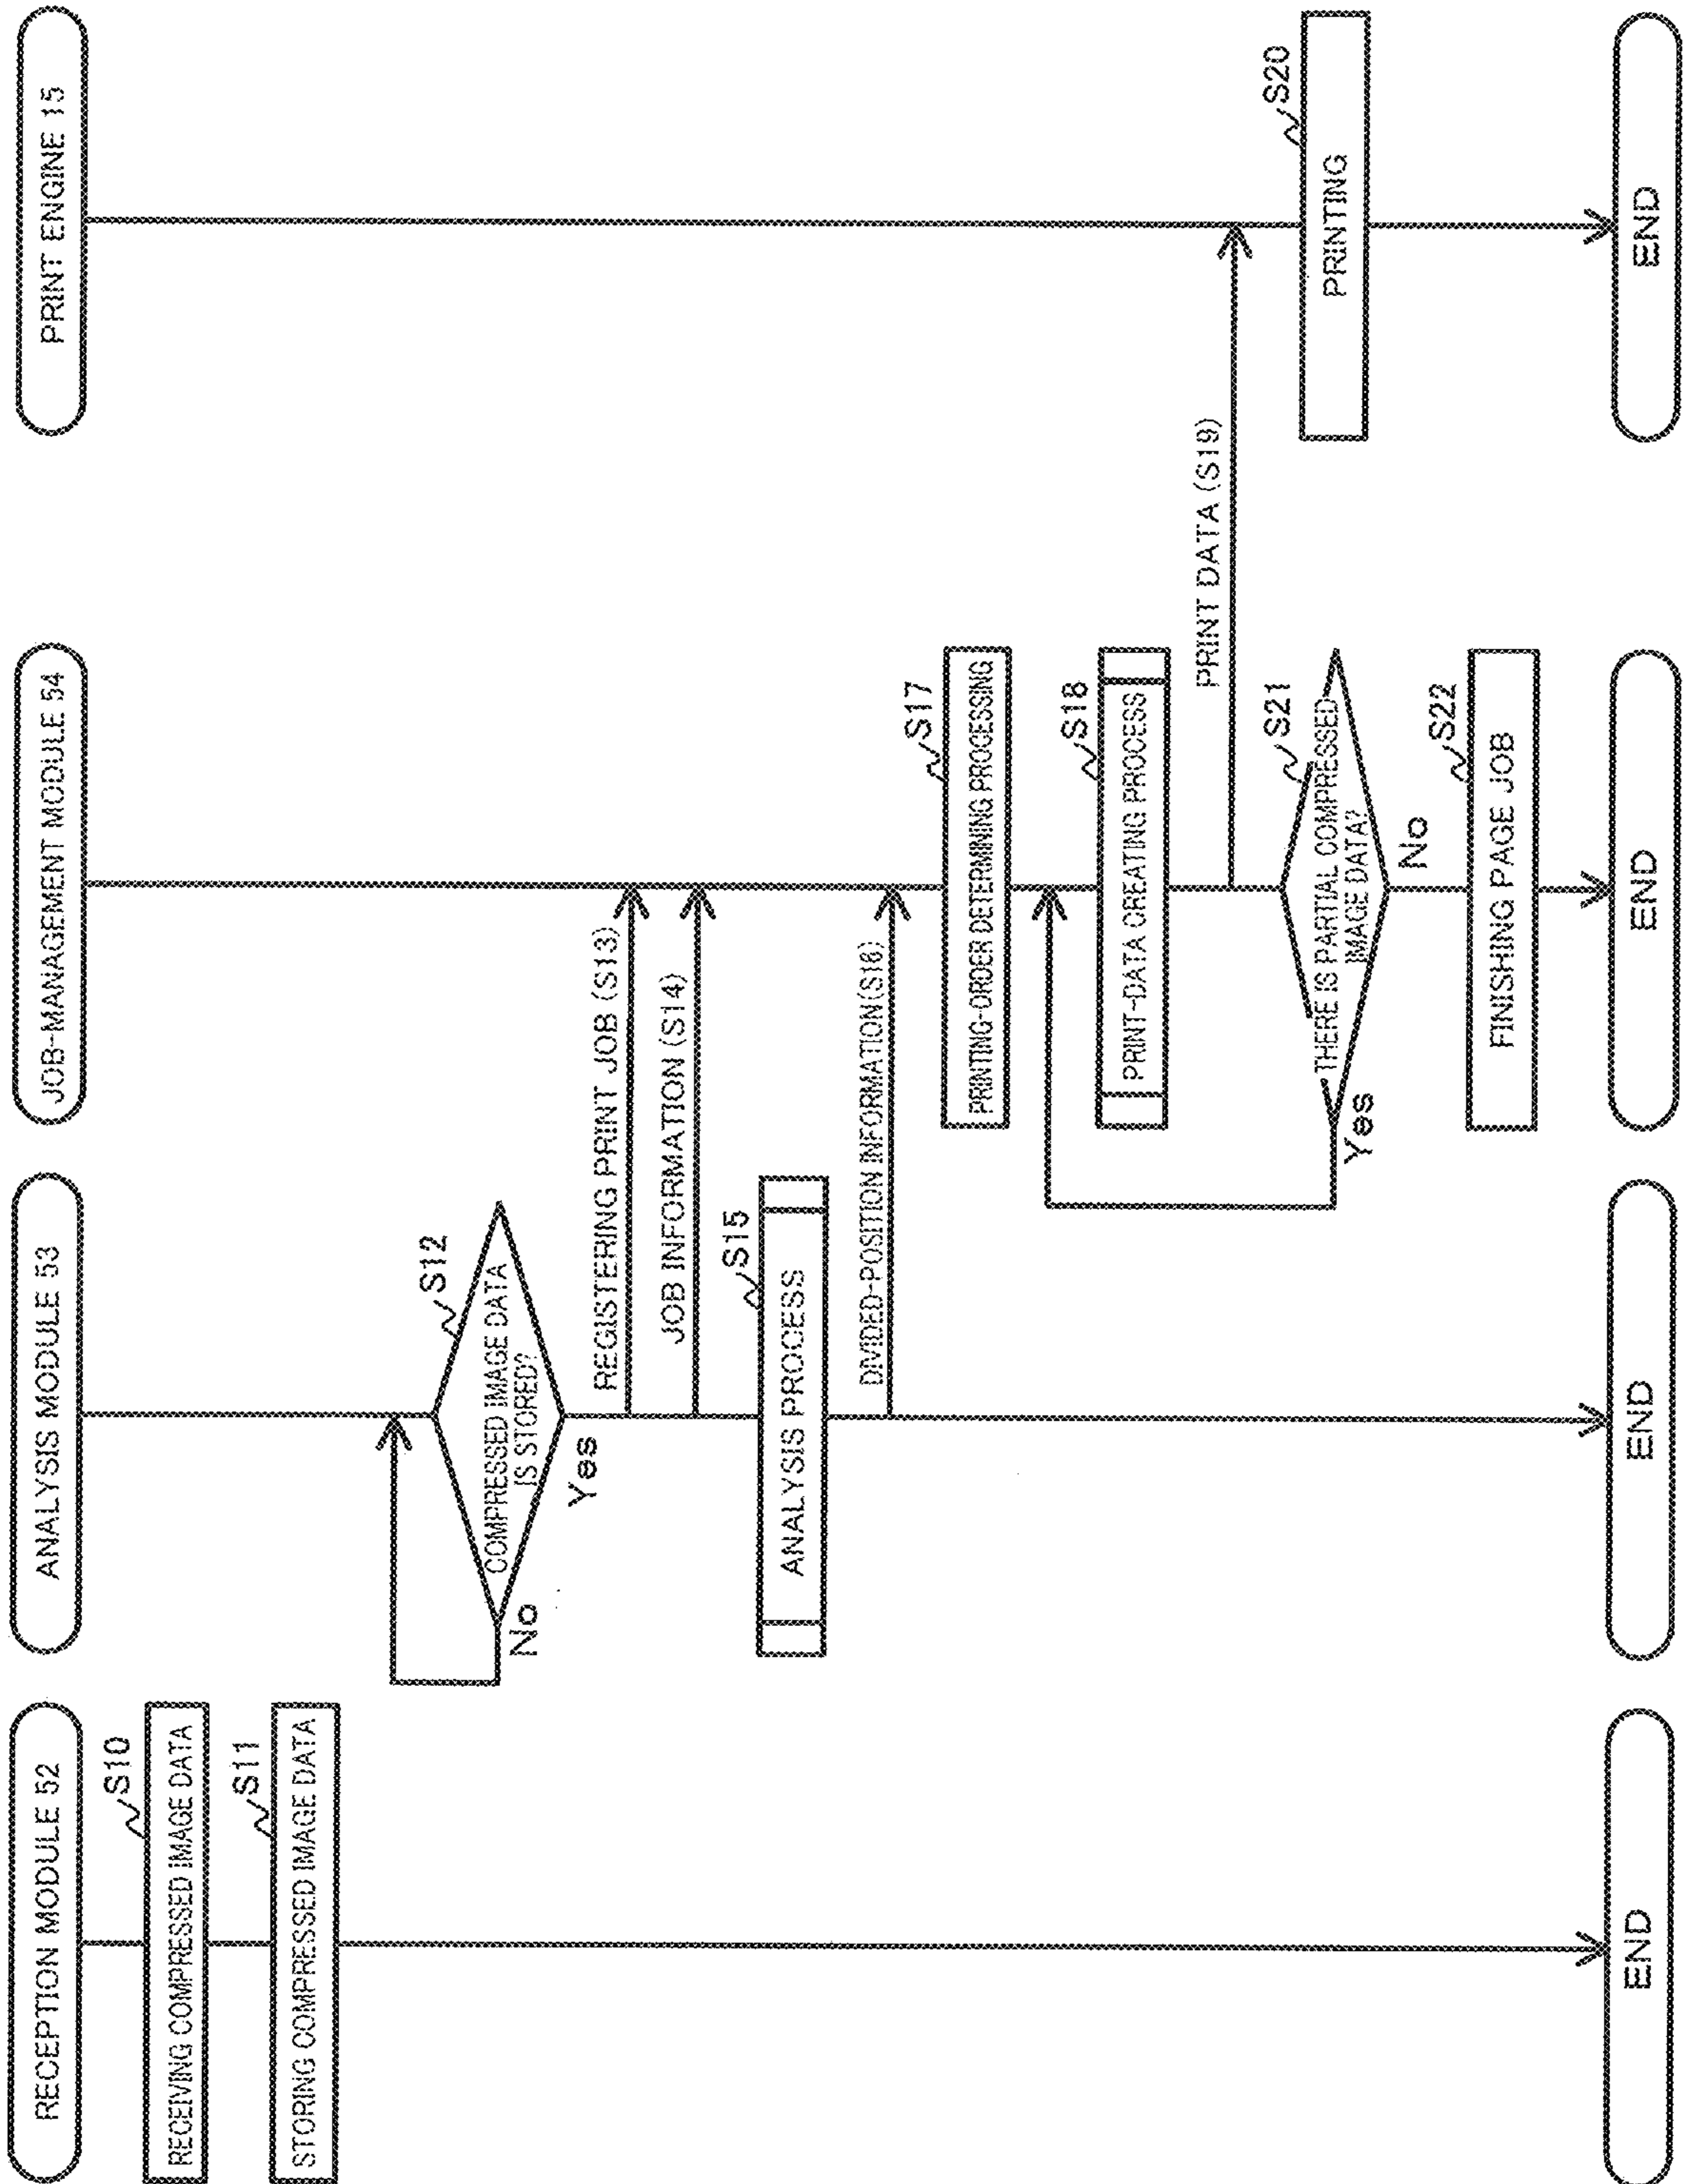 RECEPTION MODULE 52
S10
RECEIVING COMPRESSED IMAGE DATA
S11
STORING COMPRESSED IMAGE DATA
END
ANALYSIS MODULE 53
S12
COMPRESSED IMAGE DATA
IS STORED?
No
Yes
REGISTERING PRINT JOB (S13)
JOB INFORMATION (S14)
S15
ANALYSIS PROCESS
DIVIDED-POSITION INFORMATION(S16)
END
JOB-MANAGEMENT MODULE 54
S17
PRINTING-ORDER DETERMINING PROCESSING
S18
PRINT-DATA CREATING PROCESS
PRINT DATA (S19)
S21
THERE IS PARTIAL COMPRESSED
IMAGE DATA?
Yes
No
S22
FINISHING PAGE JOB
END
PRINT ENGINE 15
S20
PRINTING
END